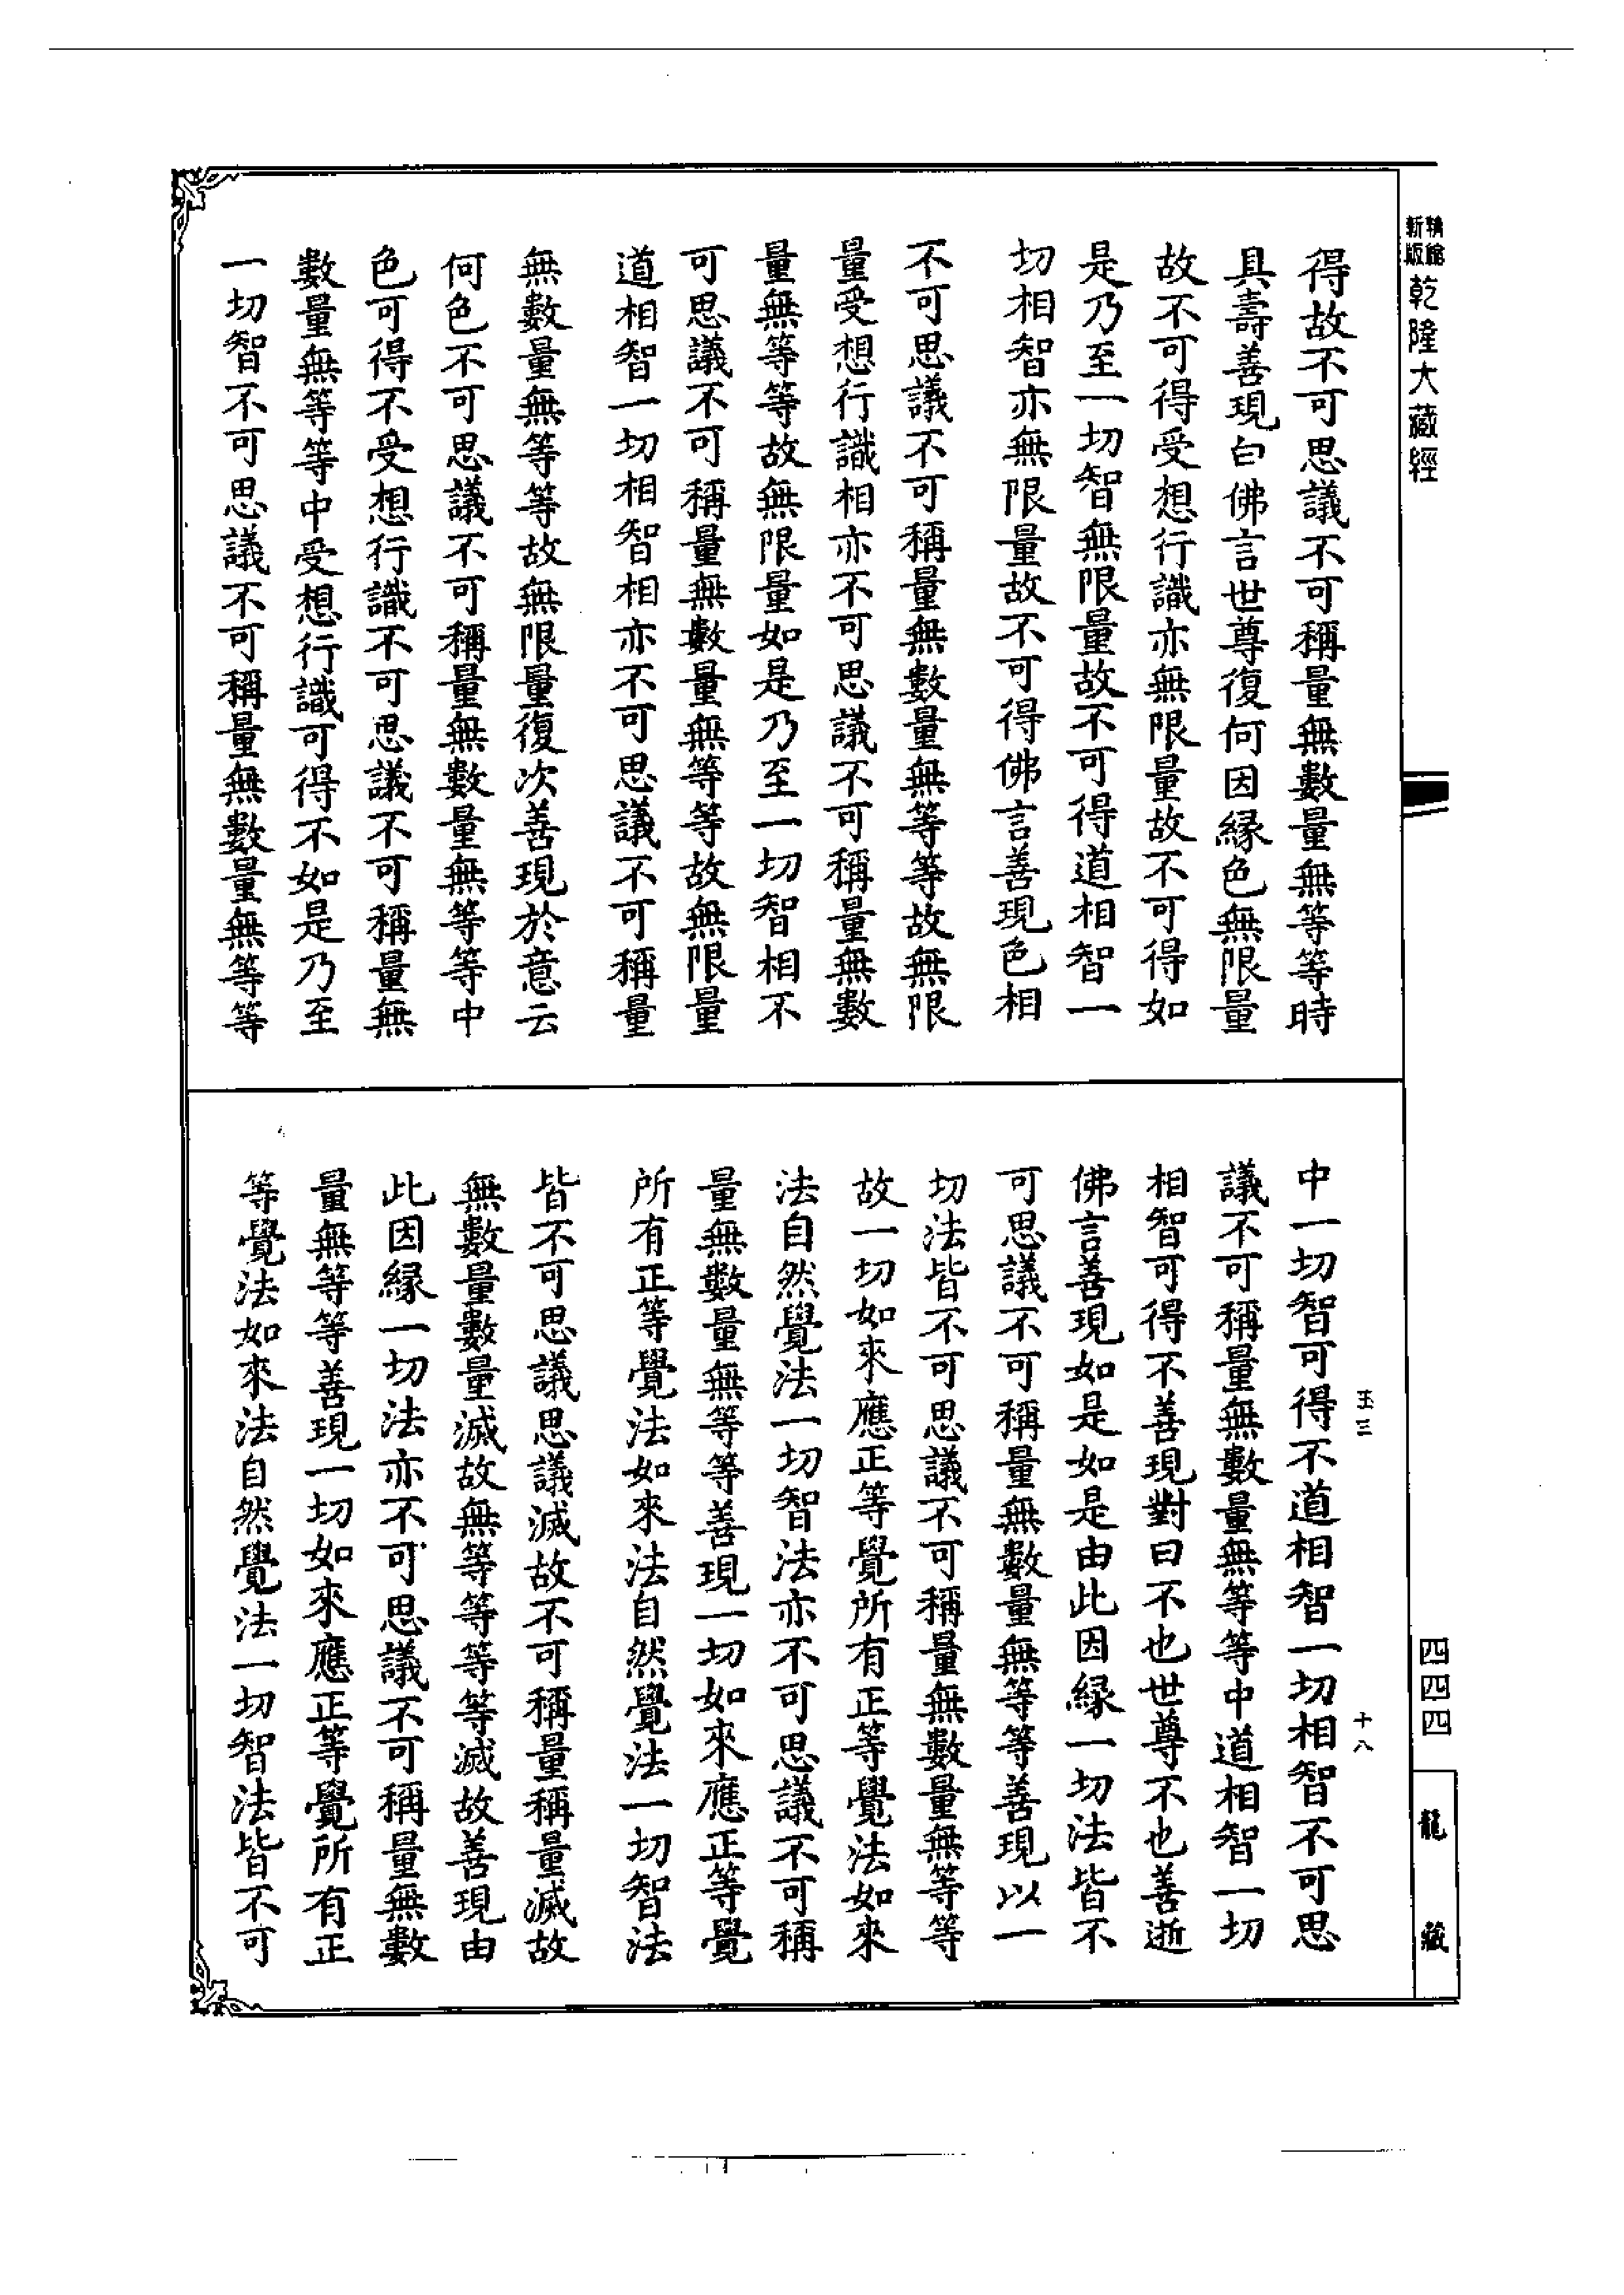 新版
乾隆大藏經
得故不可思議不可稱量無數量無等等時
具壽善現白佛言世尊復何因緣色無限量
故不可得受想行識亦無限量故不可得如
是乃至一切智無限量故不可得道相智一
切相智亦無限量故不可得佛言善現色相
不可思議不可稱量無數量無等等故無限
量受想行識相亦不可思議不可稱量無數
量無等等故無限量如是乃至一切智相不
可思議不可稱量無數量無等等故無限量
道相智一切相智相亦不可思議不可稱量
無數量無等等故無限量復次善現於意云
何色不可思議不可稱量無數量無等等中
色可得不受想行識不可思議不可稱量無
數量無等等中受想行識可得不如是乃至
一切智不可思議不可稱量無數量無等等
中一切智可得不道相智一切相智不可思
議不可稱量無數量無等等中道相智一切
相智可得不善現對曰不也世尊不也善逝
佛言善現如是如是由此因緣一切法皆不
可思議不可稱量無數量無等等善現以一
切法皆不可思議不可稱量無數量無等等
故一切如來應正等覺所有正等覺法如來
法自然覺法一切智法亦不可思議不可稱
量無數量無等等善現一切如來應正等覺
所有正等覺法如來法自然覺法一切智法
皆不可思議思議滅故不可稱量稱量滅故
無數量數量滅故無等等等等滅故善現由
此因緣一切法亦不可思議不可稱量無數
量無等等善現一切如來應正等覺所有正
等覺法如來法自然覺法一切智法皆不可
三
十八
四四四
龍藏